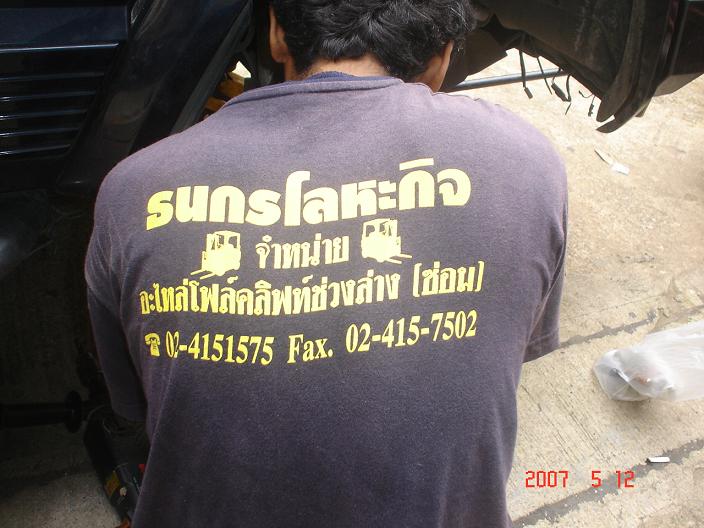 ธนกรโลหะกิจ
จำหน่าย
อะไหล่โฟล์คลิฟท์ช่วงล่าง (ซ่อม)
☎ 02-4151575 Fax. 02-415-7502
2007 5 12